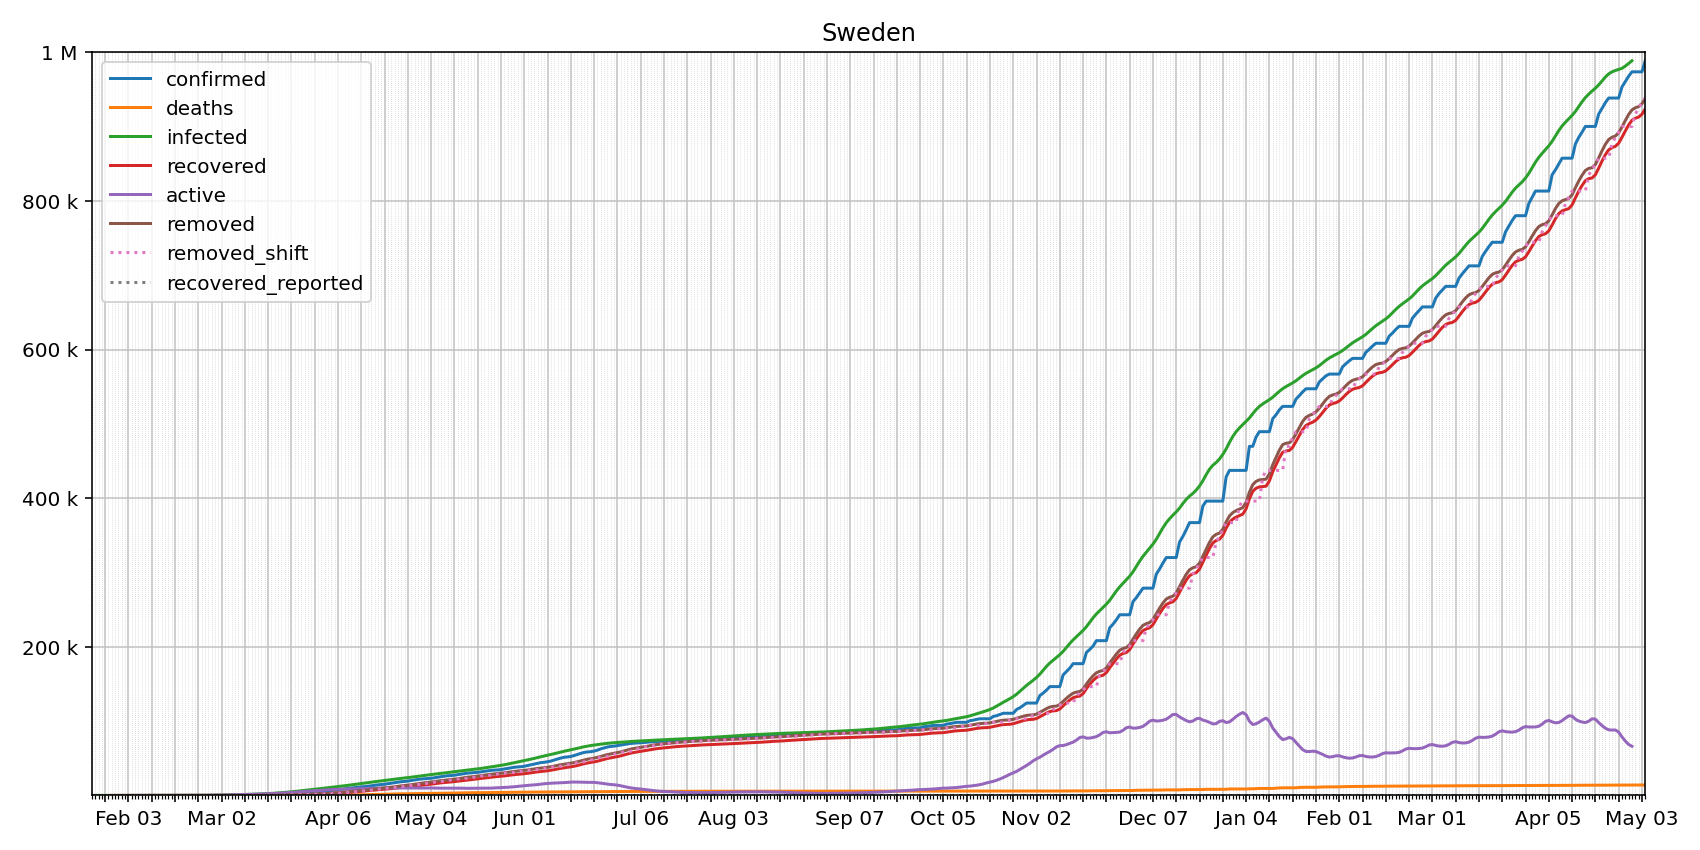 Sweden
1 M
800 k
600 k
400 k
200 k
confirmed
deaths
infected
recovered
active
removed
removed_shift
recovered_reported
Feb 03 Mar 02 Apr 06 May 04 Jun 01 Jul 06 Aug 03 Sep 07 Oct 05 Nov 02 Dec 07 Jan 04 Feb 01 Mar 01 Apr 05 May 03